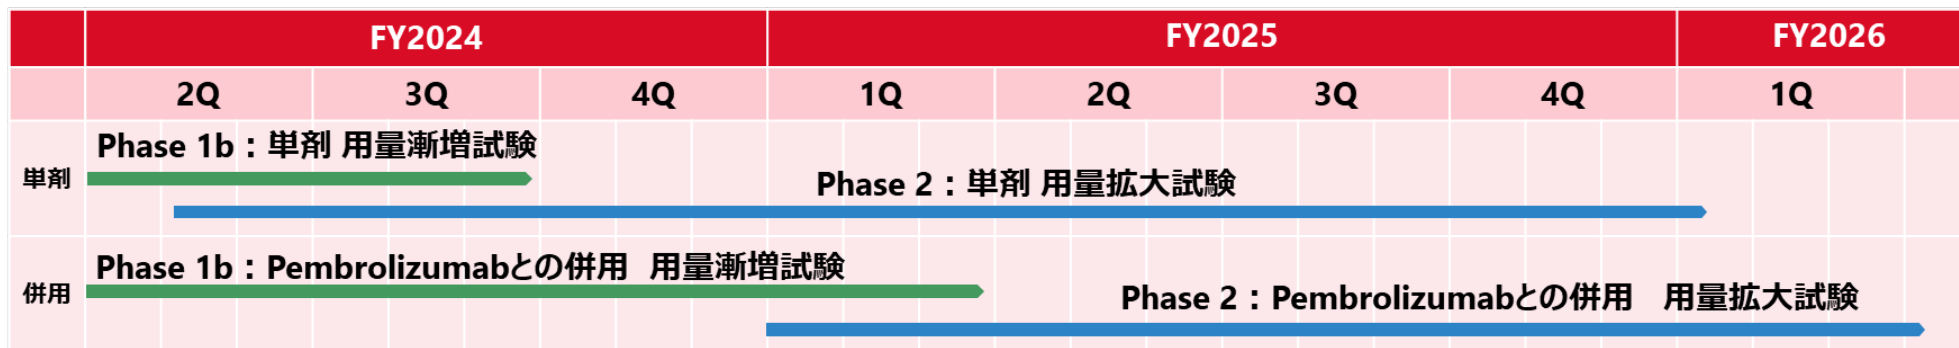 FY2024 FY2025 FY2026
2Q 3Q 4Q 1Q 2Q 3Q 4Q 1Q
単剤
Phase 1b：単剤 用量漸増試験
Phase 2：単剤 用量拡大試験
併用
Phase 1b：Pembrolizumabとの併用　用量漸増試験
Phase 2：Pembrolizumabとの併用　用量拡大試験